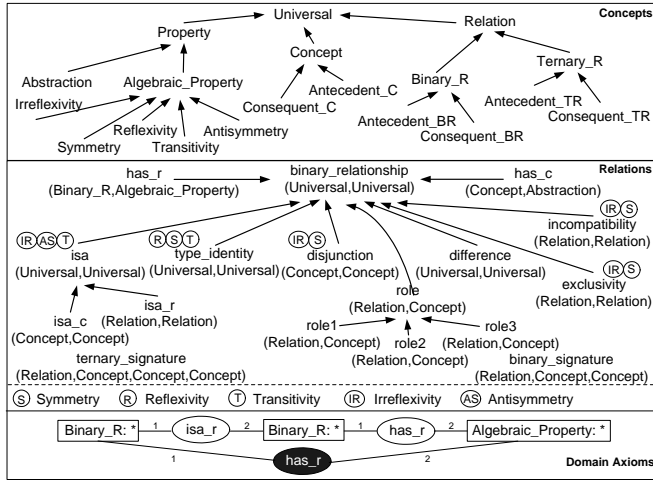 Universal
Concepts
Property
Relation
Concept
Abstraction
Algebraic_Property
Antecedent_C
Binary_R
Ternary_R
Irreflexivity
Consequent_C
Antecedent_TR
Reflexivity
Antisymmetry
Antecedent_BR
Consequent_TR
Symmetry
Transitivity
Consequent_BR
has_r
binary_relationship
has_c
Relations
(Binary_R,Algebraic_Property)
(Universal,Universal)
(Concept,Abstraction)
IR S
incompatibility
(Relation,Relation)
IR AS T
R S T
IR S
isa
type_identity
disjunction
difference
(Universal,Universal)
(Universal,Universal)
(Concept,Concept)
(Universal,Universal)
IR S
exclusivity
(Relation,Relation)
role
(Relation,Concept)
isa_r
(Relation,Relation)
isa_c
(Concept,Concept)
role1
(Relation,Concept)
role2
(Relation,Concept)
role3
(Relation,Concept)
ternary_signature
(Relation,Concept,Concept,Concept)
binary_signature
(Relation,Concept,Concept)
S Symmetry R Reflexivity T Transitivity IR Irreflexivity AS Antisymmetry
Binary_R: * 1 isa_r 2 Binary_R: * 1 has_r 2 Algebraic_Property: *
1 has_r 2
Domain Axioms